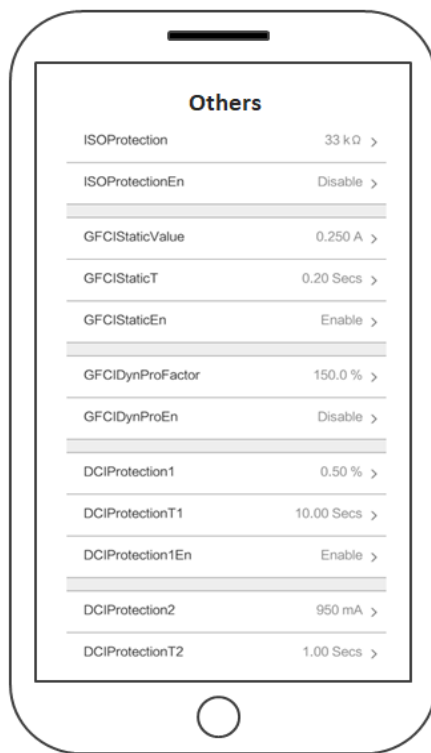 Others
ISOProtection 33 kΩ >
ISOProtectionEn Disable >
GFCIStaticValue 0.250 A >
GFCIStaticT 0.20 Secs >
GFCIStaticEn Enable >
GFCIDynProFactor 150.0 % >
GFCIDynProEn Disable >
DCIProtection1 0.50 % >
DCIProtectionT1 10.00 Secs >
DCIProtection1En Enable >
DCIProtection2 950 mA >
DCIProtectionT2 1.00 Secs >